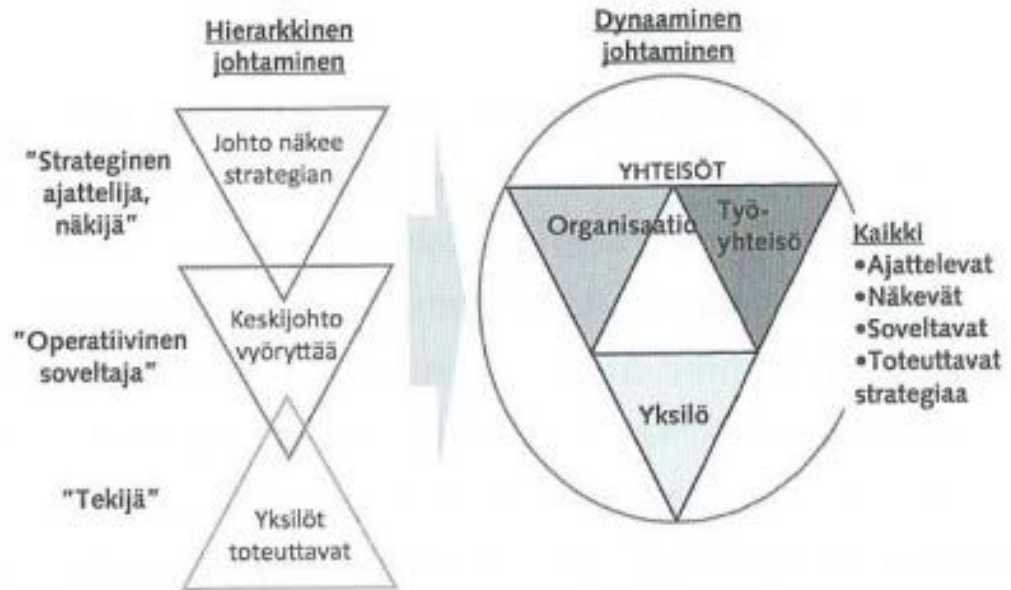 Hierarkkinen
johtaminen
"Strateginen
ajattelija,
näkijä"
Johto näkee
strategian
"Operatiivinen
soveltaja"
Keskijohto
vyöryttää
"Tekijä"
Yksilöt
toteuttavat
Dynaaminen
johtaminen
YHTEISÖT
Organisaatio
Työ-
yhteisö
Yksilö
Kaikki
•Ajattelevat
•Näkevät
•Soveltavat
•Toteuttavat
strategiaa